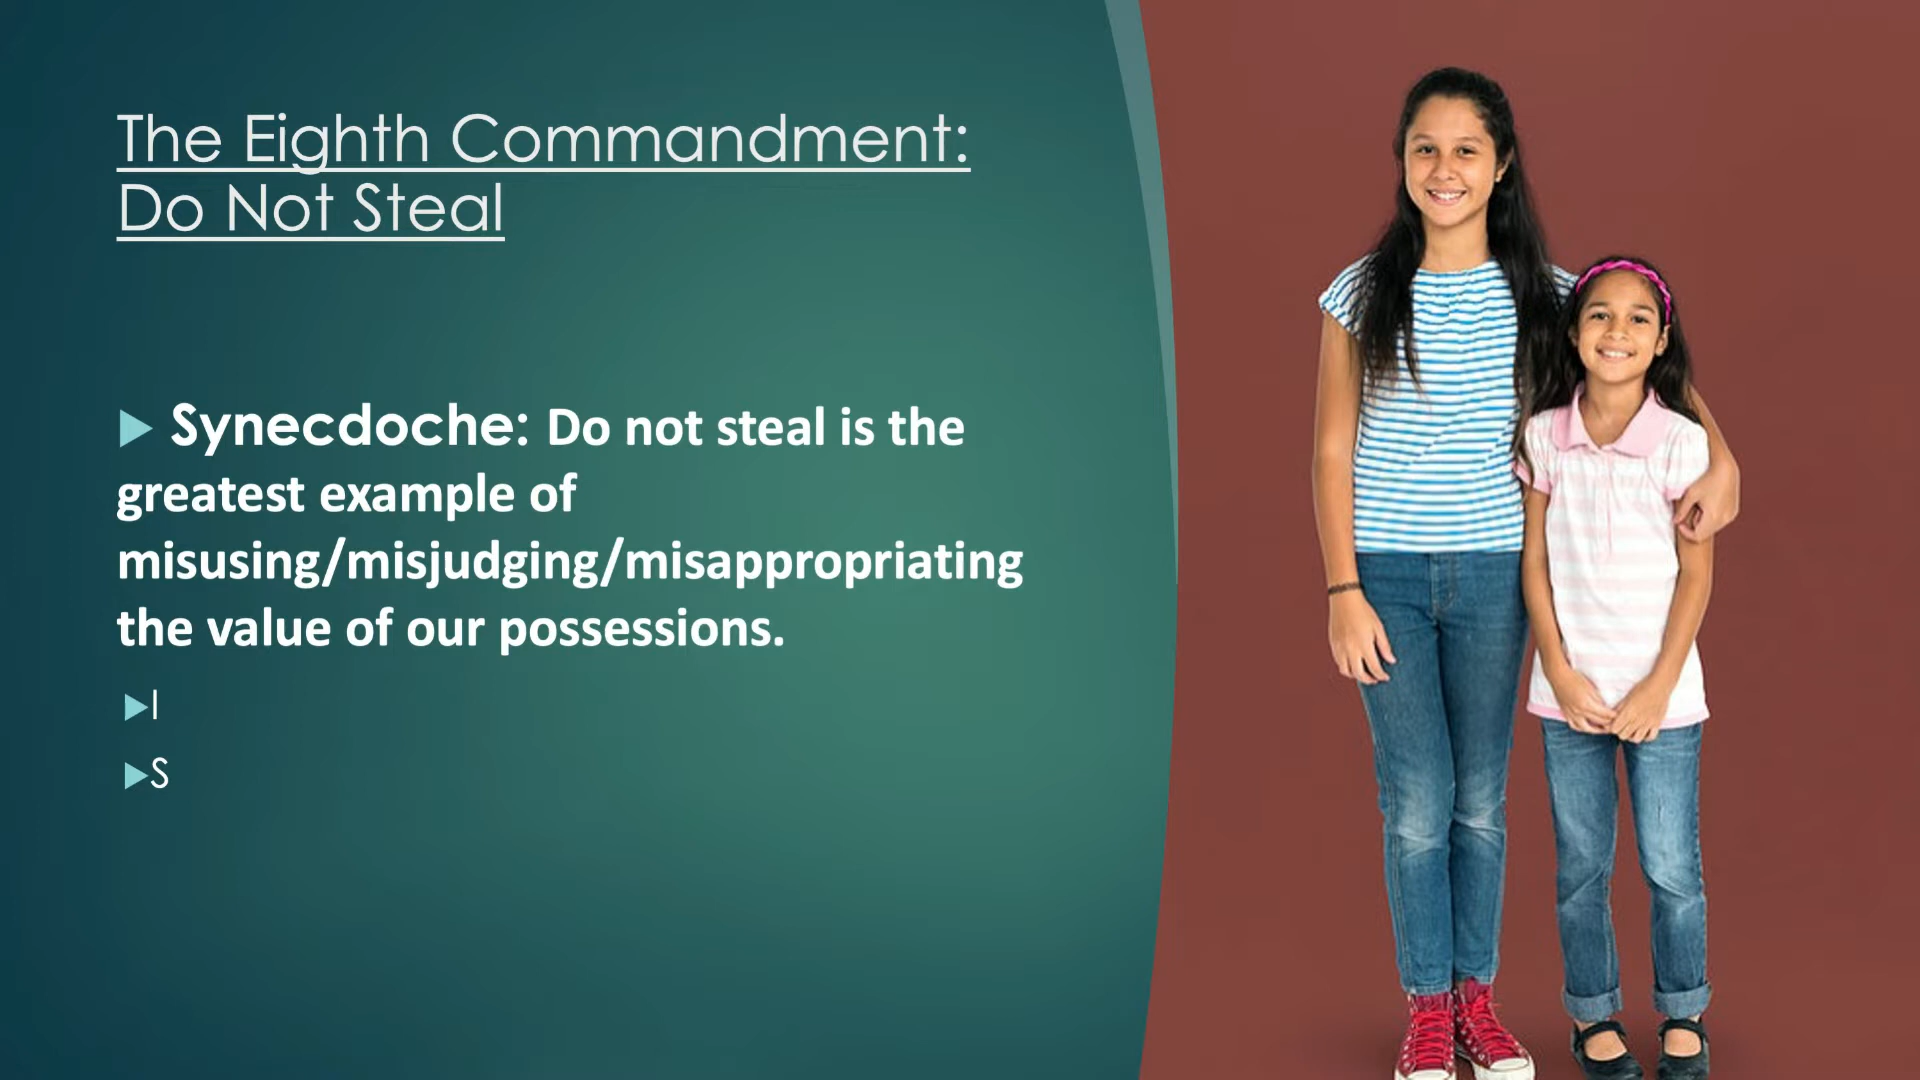 The Eighth Commandment:
Do Not Steal
Synecdoche: Do not steal is the
greatest example of
misusing/misjudging/misappropriating
the value of our possessions.
I
S